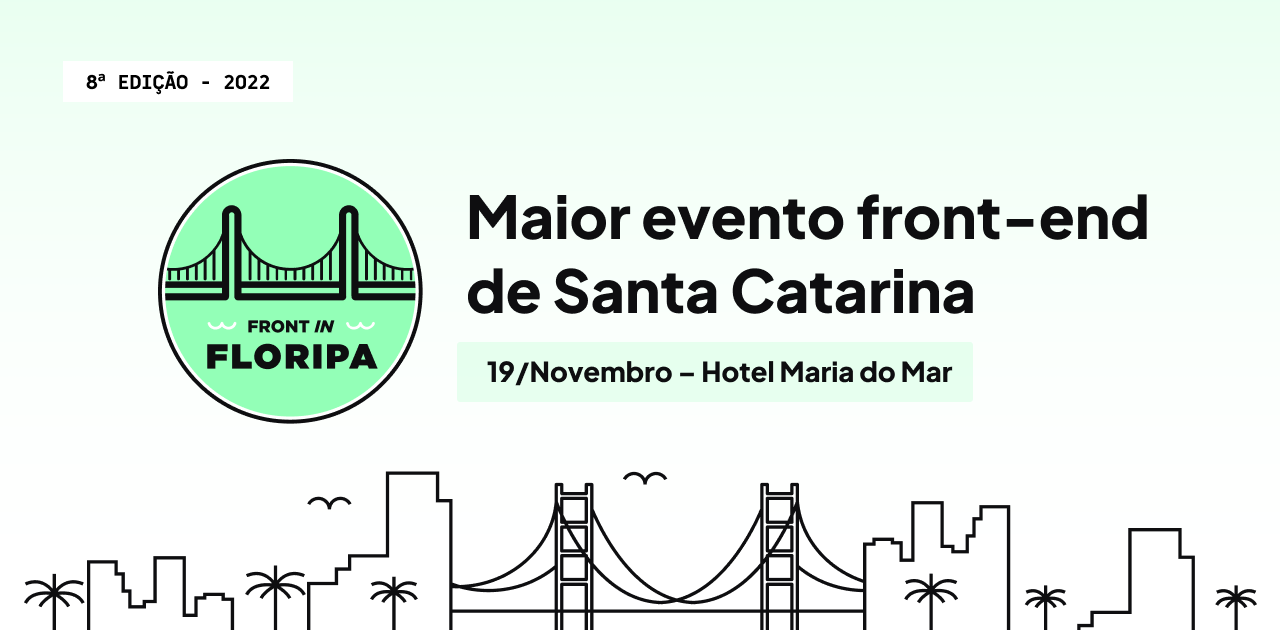 8ª EDIÇÃO - 2022
Maior evento front-end
de Santa Catarina
19/Novembro – Hotel Maria do Mar
FRONT IN
FLORIPA